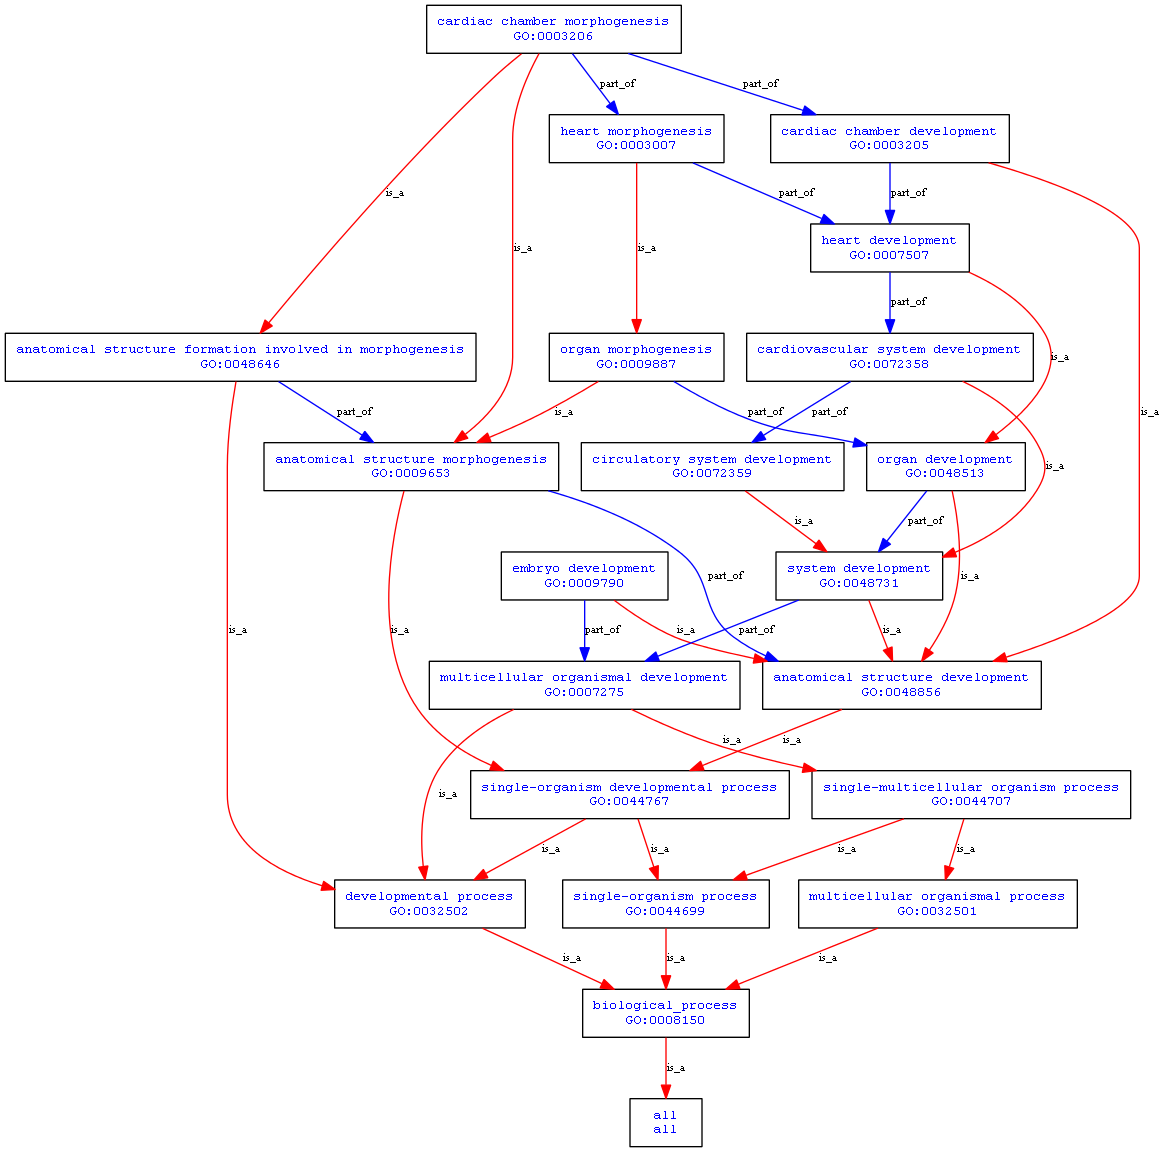 cardiac chamber morphogenesis
GO:0003206
part_of
part_of
heart morphogenesis
GO:0003007
cardiac chamber development
GO:0003205
is_a
part_of
part_of
is_a
is_a
heart development
GO:0007507
part_of
anatomical structure formation involved in morphogenesis
GO:0048646
organ morphogenesis
GO:0009887
cardiovascular system development
GO:0072358
is_a
part_of
is_a
part_of
part_of
is_a
anatomical structure morphogenesis
GO:0009653
circulatory system development
GO:0072359
organ development
GO:0048513
is_a
is_a
part_of
embryo development
GO:0009790
system development
GO:0048731
part_of
is_a
is_a
is_a
part_of
is_a
part_of
is_a
multicellular organismal development
GO:0007275
anatomical structure development
GO:0048856
is_a
is_a
single-organism developmental process
GO:0044767
single-multicellular organism process
GO:0044707
is_a
is_a
is_a
is_a
is_a
developmental process
GO:0032502
single-organism process
GO:0044699
multicellular organismal process
GO:0032501
is_a
is_a
is_a
biological_process
GO:0008150
is_a
all
all